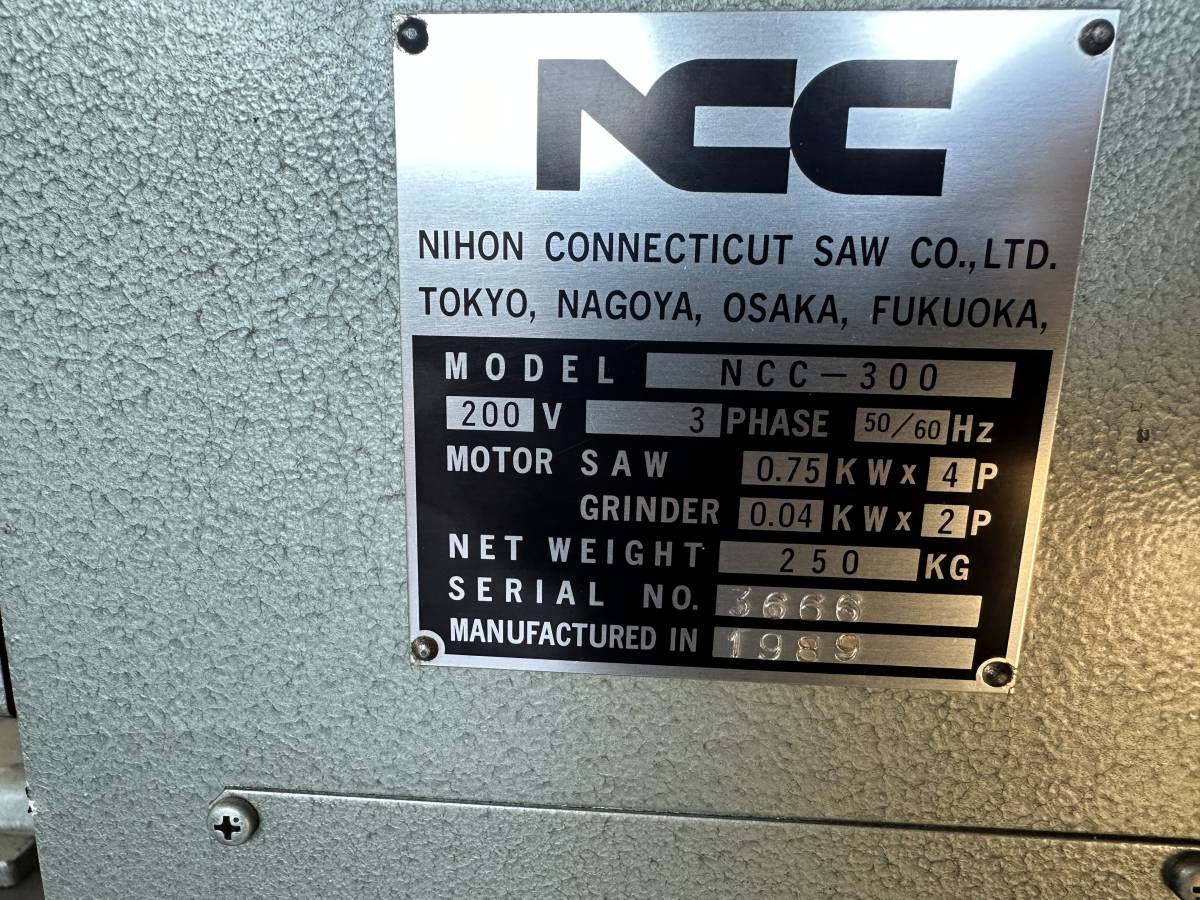 NCC
NIHON CONNECTICUT SAW CO.,LTD.
TOKYO, NAGOYA, OSAKA, FUKUOKA,
MODEL NCC-300
200 V 3 PHASE 50/60 Hz
MOTOR SAW 0.75 KW x 4 P
GRINDER 0.04 KW x 2 P
NET WEIGHT 250 KG
SERIAL NO. 3666
MANUFACTURED IN 1989